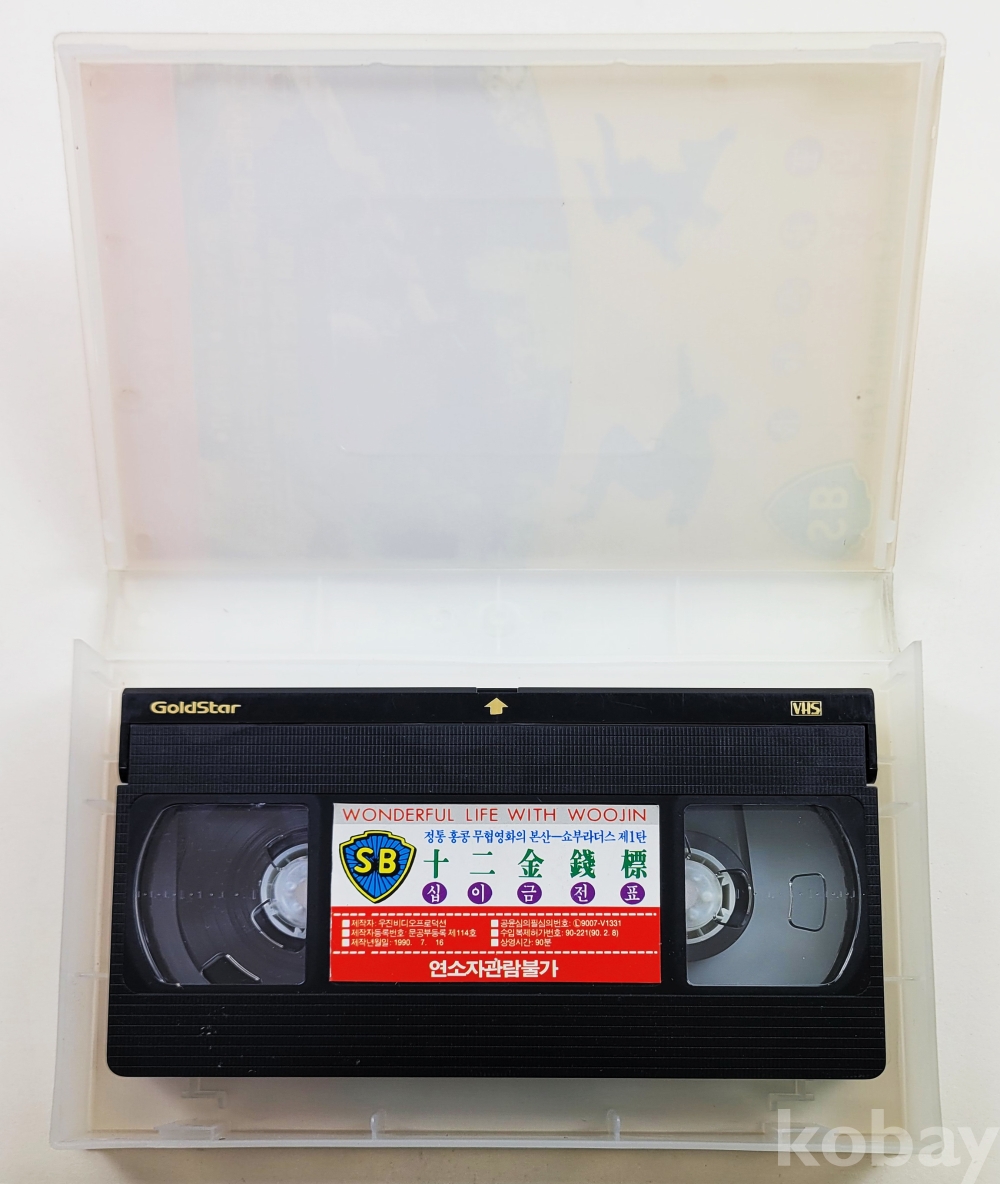 GoldStar
VHS
WONDERFUL LIFE WITH WOOJIN
정통 홍콩 무협영화의 본산—쇼부라더스 제1탄
SB
十二金錢標
십이금전표
■제작자: 우진비디오프로덕션 ■공윤심의필심의번호: Ⓛ9007-V1331
■제작자등록번호 문공부등록 제114호 ■수입복제허가번호: 90-221(90. 2. 8)
■제작년월일: 1990. 7. 16 ■상영시간: 90분
연소자관람불가
SB
kobay